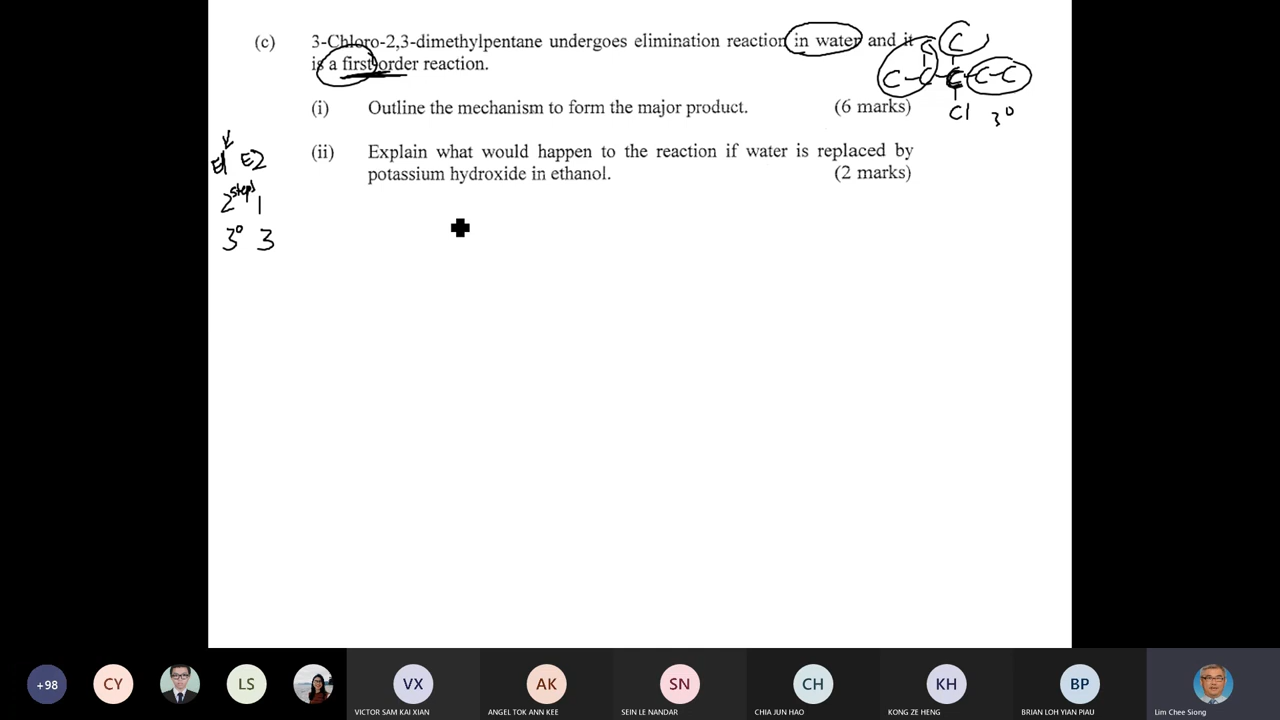 (c) 3-Chloro-2,3-dimethylpentane undergoes elimination reaction in water and it
is a first order reaction.
C
C
C-C-C-C-C
Cl 3°
(i) Outline the mechanism to form the major product. (6 marks)
(ii) Explain what would happen to the reaction if water is replaced by
potassium hydroxide in ethanol. (2 marks)
E1 E2
2 steps 1
3° 3
+98
CY
LS
VX
VICTOR SAM KAI XIAN
AK
ANGEL TOK ANN KEE
SN
SEIN LE NANDAR
CH
CHIA JUN HAO
KH
KONG ZE HENG
BP
BRIAN LOH YIAN PIAU
Lim Chee Siong